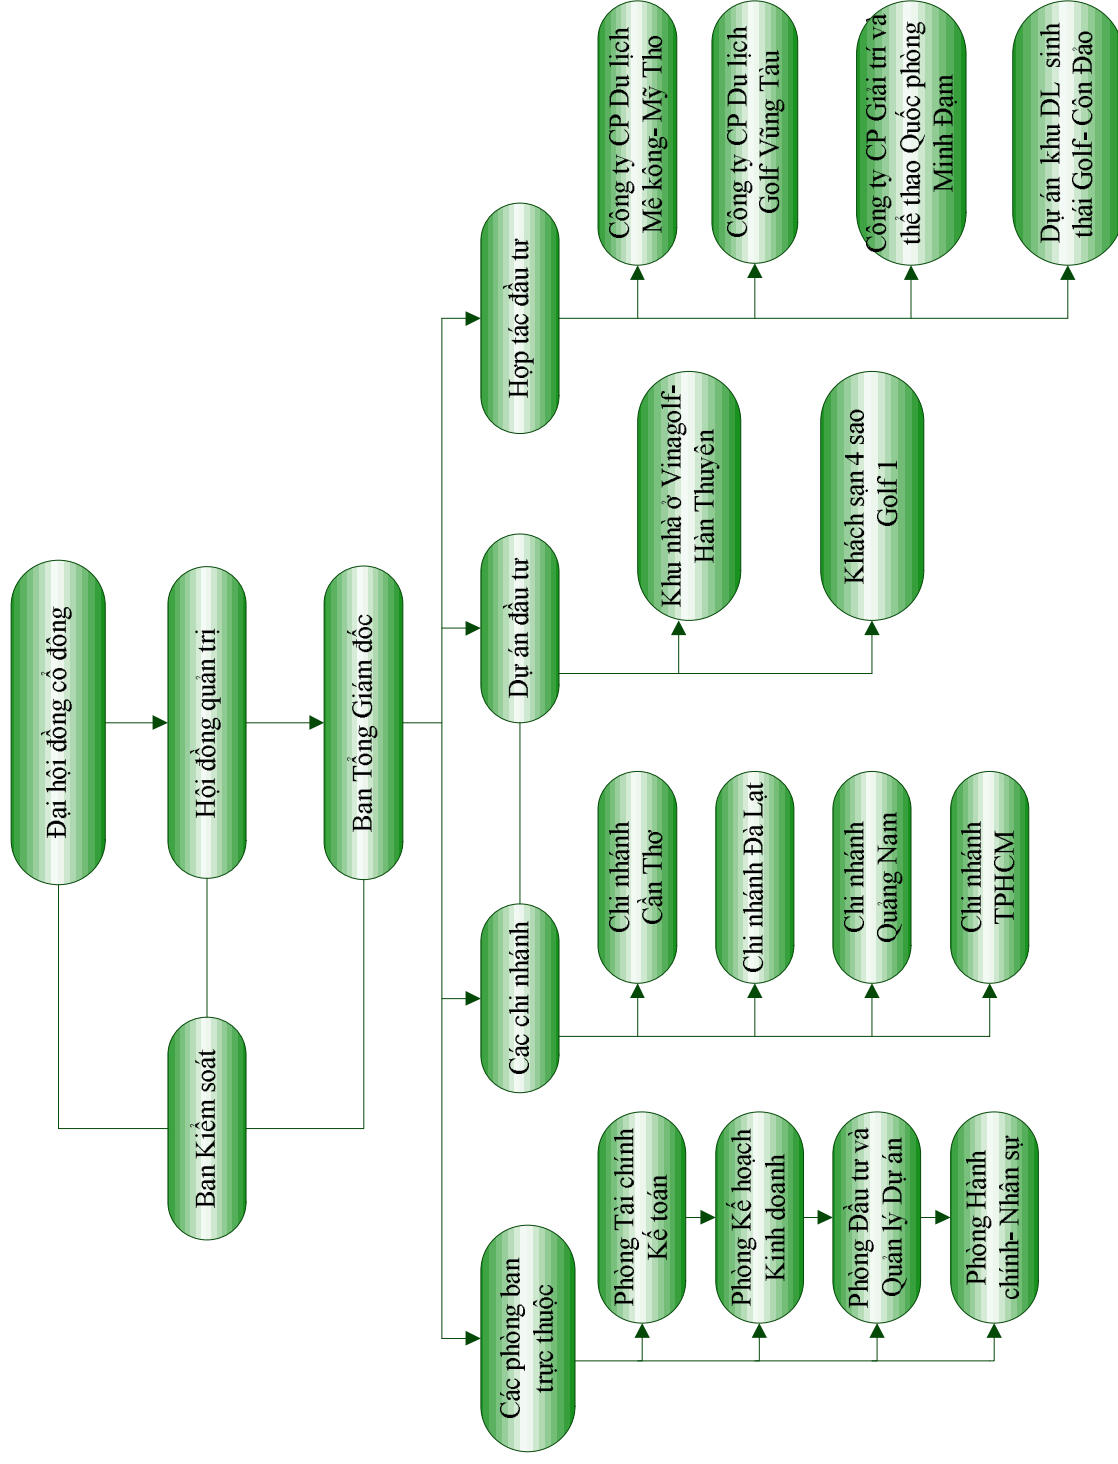 Đại hội đồng cổ đông
Ban Kiểm soát
Hội đồng quản trị
Ban Tổng Giám đốc
Các phòng ban
trực thuộc
Các chi nhánh
Dự án đầu tư
Hợp tác đầu tư
Phòng Tài chính
Kế toán
Phòng Kế hoạch
Kinh doanh
Phòng Đầu tư và
Quản lý Dự án
Phòng Hành
chính- Nhân sự
Chi nhánh
Cần Thơ
Chi nhánh Đà Lạt
Chi nhánh
Quảng Nam
Chi nhánh
TPHCM
Khu nhà ở Vinagolf-
Hàn Thuyên
Khách sạn 4 sao
Golf 1
Công ty CP Du lịch
Mê kông- Mỹ Tho
Công ty CP Du lịch
Golf Vũng Tàu
Công ty CP Giải trí và
thể thao Quốc phòng
Minh Đạm
Dự án khu DL sinh
thái Golf- Côn Đảo